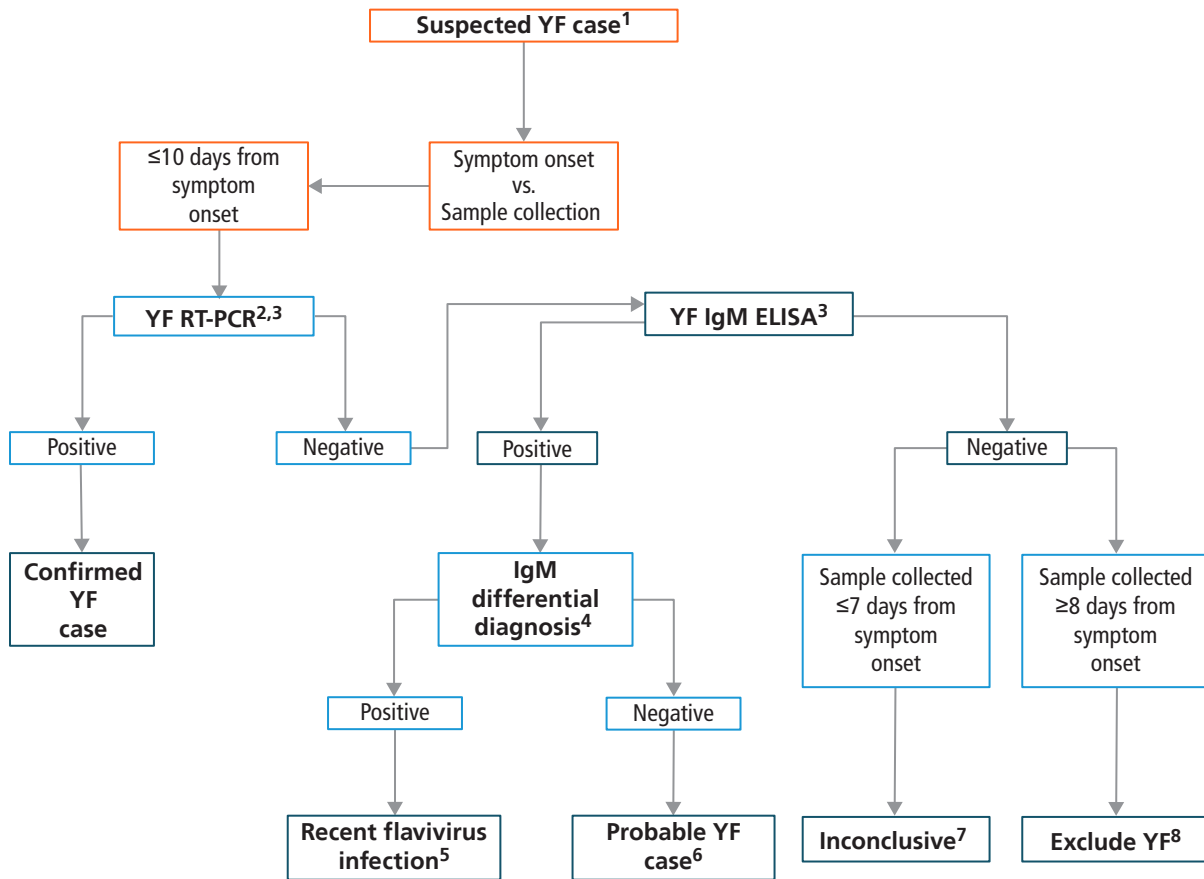 Suspected YF case1
≤10 days from
symptom
onset
Symptom onset
vs.
Sample collection
YF RT-PCR2,3
YF IgM ELISA3
Positive
Negative
Positive
Negative
Confirmed
YF
case
IgM
differential
diagnosis4
Sample collected
≤7 days from
symptom
onset
Sample collected
≥8 days from
symptom
onset
Positive
Negative
Recent flavivirus
infection5
Probable YF
case6
Inconclusive7
Exclude YF8